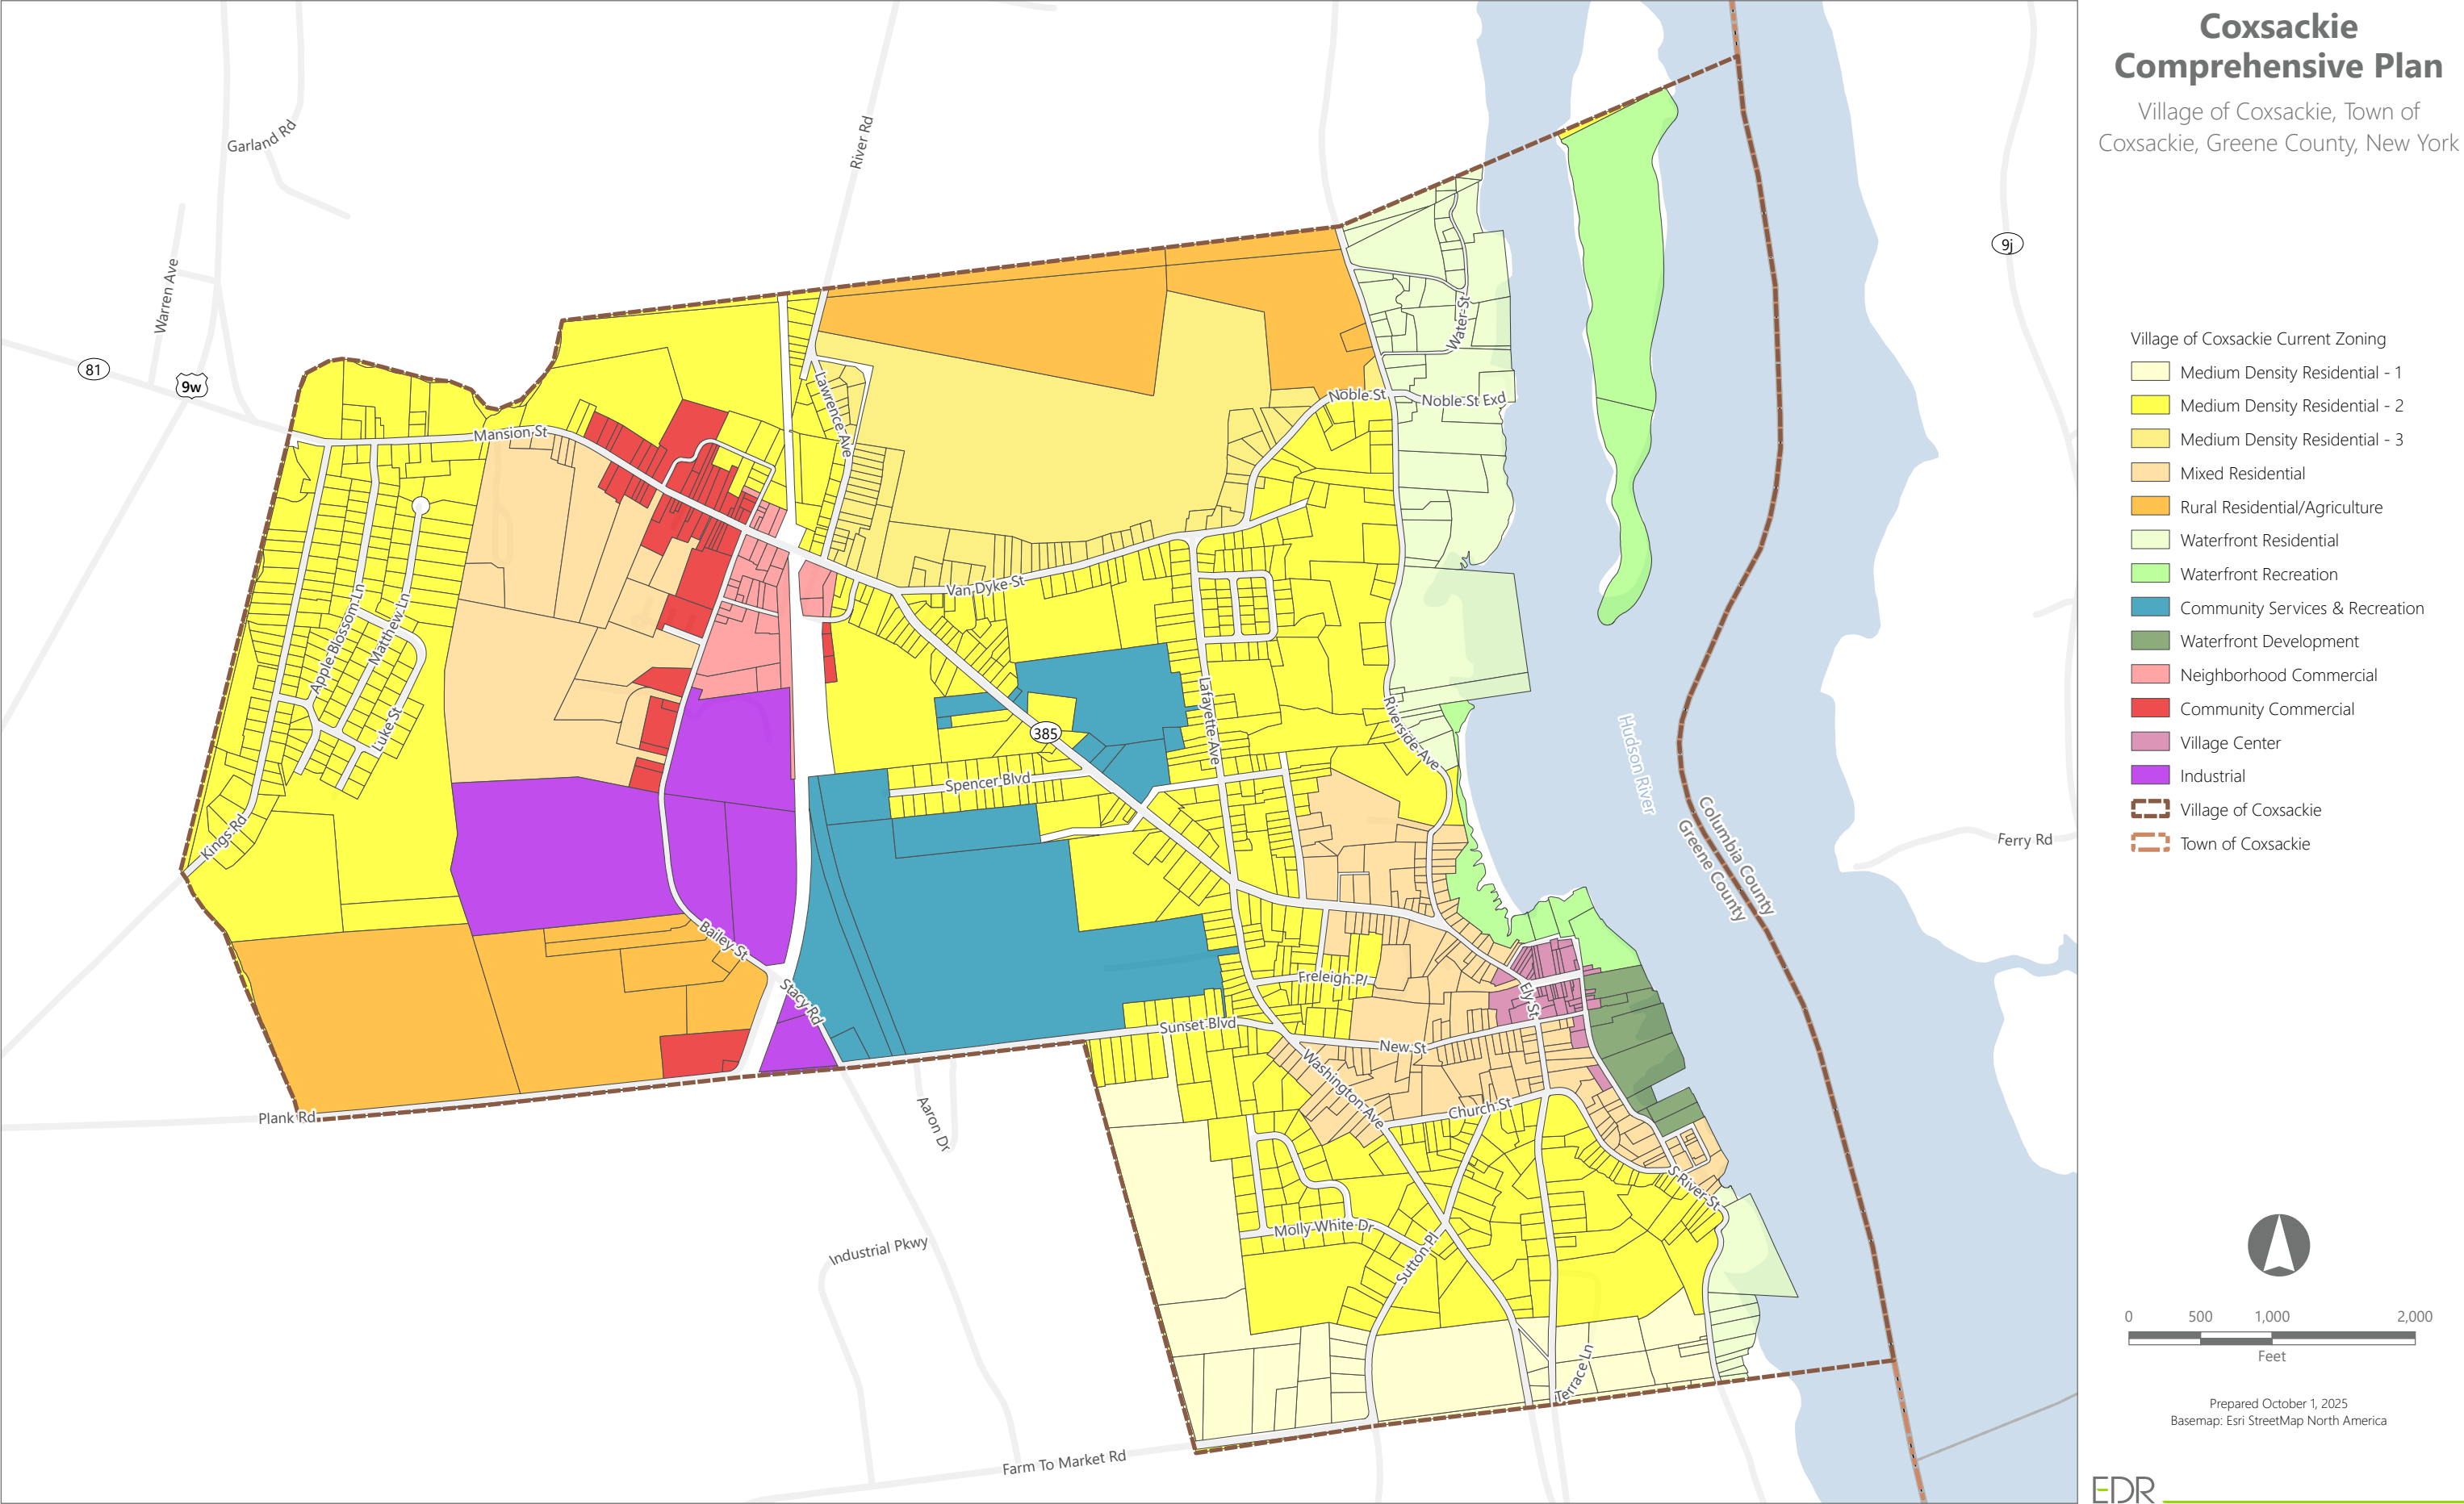 Coxsackie
Comprehensive Plan
Village of Coxsackie, Town of
Coxsackie, Greene County, New York
Village of Coxsackie Current Zoning
Medium Density Residential - 1
Medium Density Residential - 2
Medium Density Residential - 3
Mixed Residential
Rural Residential/Agriculture
Waterfront Residential
Waterfront Recreation
Community Services & Recreation
Waterfront Development
Neighborhood Commercial
Community Commercial
Village Center
Industrial
Village of Coxsackie
Town of Coxsackie
0 500 1,000 2,000
Feet
Prepared October 1, 2025
Basemap: Esri StreetMap North America
EDR
Garland Rd
River Rd
Warren Ave
81
9w
9j
Mansion St
Lawrence Ave
Noble St
Noble St Exd
Water St
Van Dyke St
Apple Blossom Ln
Matthew Ln
Luke St
Kings Rd
385
Spencer Blvd
Lafayette Ave
Riverside Ave
Hudson River
Columbia County
Greene County
Ferry Rd
Bailey St
Stacy Rd
Freleigh Pl
Ely St
Sunset Blvd
New St
Washington Ave
Church St
S River St
Plank Rd
Aaron Dr
Molly White Dr
Sutton Pl
Industrial Pkwy
Terrace Ln
Farm To Market Rd